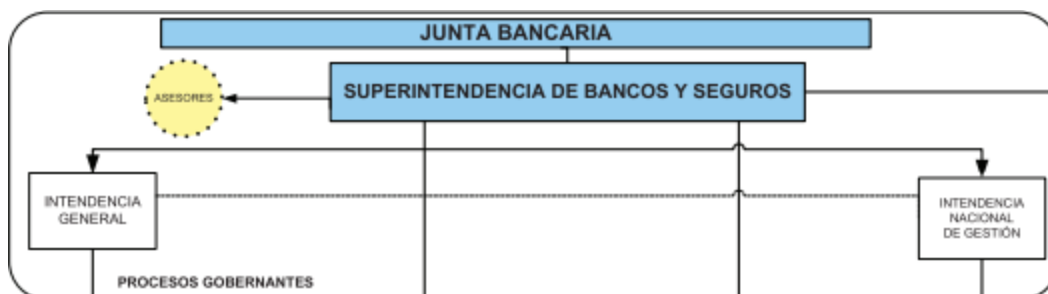 JUNTA BANCARIA
SUPERINTENDENCIA DE BANCOS Y SEGUROS
ASESORES
INTENDENCIA
GENERAL
INTENDENCIA
NACIONAL
DE GESTIÓN
PROCESOS GOBERNANTES